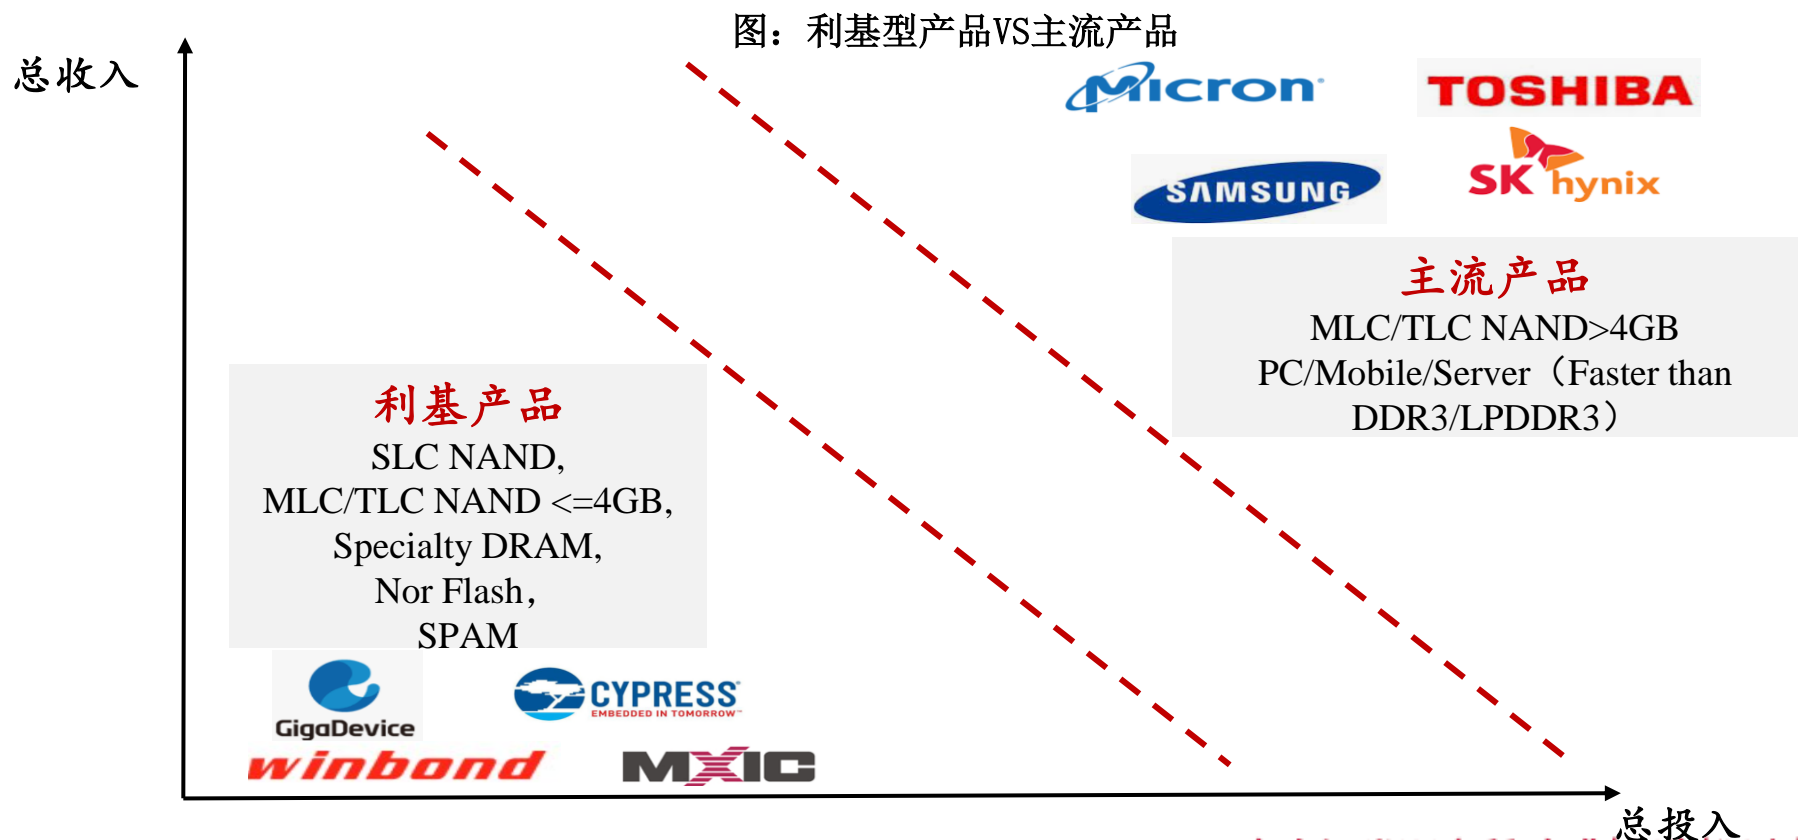 图：利基型产品VS主流产品
总收入
Micron
TOSHIBA
SAMSUNG
SK hynix
主流产品
MLC/TLC NAND>4GB
PC/Mobile/Server（Faster than
DDR3/LPDDR3）
利基产品
SLC NAND,
MLC/TLC NAND <=4GB,
Specialty DRAM,
Nor Flash，
SPAM
GigaDevice
CYPRESS
EMBEDDED IN TOMORROW™
winbond
MXIC
总投入